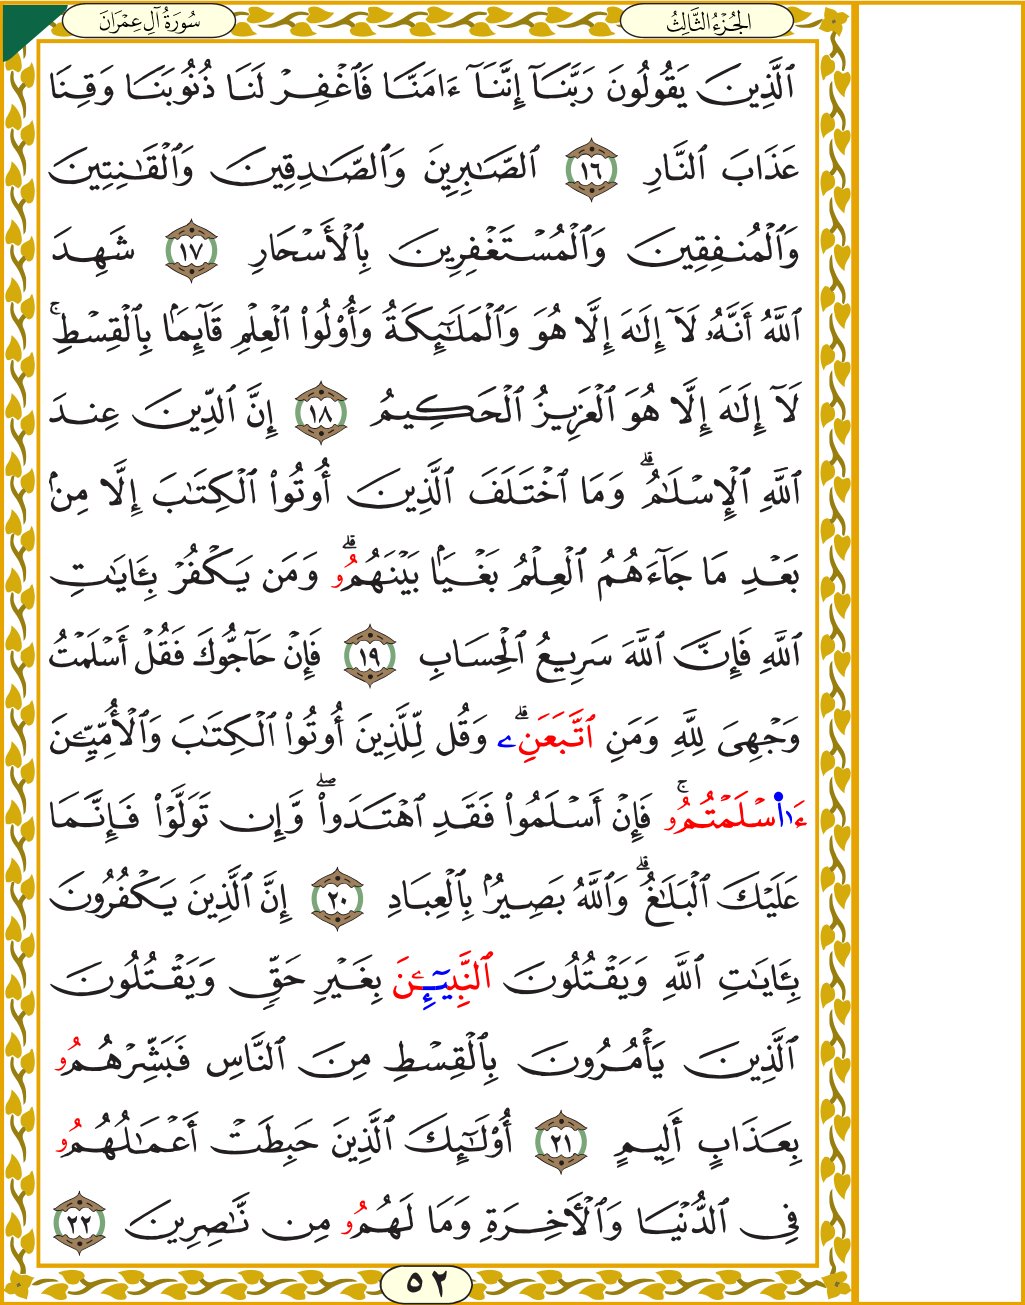 الجُزْءُ الثَّالِثُ
سُورَةُ آلِ عِمْرَانَ
ٱلَّذِينَ يَقُولُونَ رَبَّنَآ إِنَّنَآ ءَامَنَّا فَٱغْفِرْ لَنَا ذُنُوبَنَا وَقِنَا
عَذَابَ ٱلنَّارِ ١٦ ٱلصَّٰبِرِينَ وَٱلصَّٰدِقِينَ وَٱلْقَٰنِتِينَ
وَٱلْمُنفِقِينَ وَٱلْمُسْتَغْفِرِينَ بِٱلْأَسْحَارِ ١٧ شَهِدَ
ٱللَّهُ أَنَّهُۥ لَآ إِلَٰهَ إِلَّا هُوَ وَٱلْمَلَٰٓئِكَةُ وَأُو۟لُوا۟ ٱلْعِلْمِ قَآئِمَۢا بِٱلْقِسْطِۚ
لَآ إِلَٰهَ إِلَّا هُوَ ٱلْعَزِيزُ ٱلْحَكِيمُ ١٨ إِنَّ ٱلدِّينَ عِندَ
ٱللَّهِ ٱلْإِسْلَٰمُۗ وَمَا ٱخْتَلَفَ ٱلَّذِينَ أُوتُوا۟ ٱلْكِتَٰبَ إِلَّا مِنۢ
بَعْدِ مَا جَآءَهُمُ ٱلْعِلْمُ بَغْيَۢا بَيْنَهُمُۥۗ وَمَن يَكْفُرْ بِـَٔايَٰتِ
ٱللَّهِ فَإِنَّ ٱللَّهَ سَرِيعُ ٱلْحِسَابِ ١٩ فَإِنْ حَآجُّوكَ فَقُلْ أَسْلَمْتُ
وَجْهِىَ لِلَّهِ وَمَنِ ٱتَّبَعَنِۦۗ وَقُل لِّلَّذِينَ أُوتُوا۟ ٱلْكِتَٰبَ وَٱلْأُمِّيِّـۧنَ
ءَا۬سْلَمْتُمُۥۚ فَإِنْ أَسْلَمُوا۟ فَقَدِ ٱهْتَدَوا۟ۖ وَّإِن تَوَلَّوْا۟ فَإِنَّمَا
عَلَيْكَ ٱلْبَلَٰغُۗ وَٱللَّهُ بَصِيرُۢ بِٱلْعِبَادِ ٢٠ إِنَّ ٱلَّذِينَ يَكْفُرُونَ
بِـَٔايَٰتِ ٱللَّهِ وَيَقْتُلُونَ ٱلنَّبِيٓـِٔـۧنَ بِغَيْرِ حَقٍّ وَيَقْتُلُونَ
ٱلَّذِينَ يَأْمُرُونَ بِٱلْقِسْطِ مِنَ ٱلنَّاسِ فَبَشِّرْهُمُۥ
بِعَذَابٍ أَلِيمٍ ٢١ أُو۟لَٰٓئِكَ ٱلَّذِينَ حَبِطَتْ أَعْمَٰلُهُمُۥ
فِى ٱلدُّنْيَا وَٱلْـَٔاخِرَةِ وَمَا لَهُمُۥ مِن نَّٰصِرِينَ ٢٢
٥٢